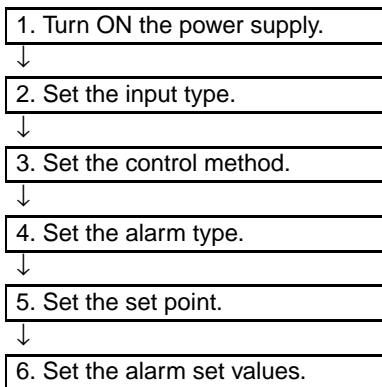 1. Turn ON the power supply.
↓
2. Set the input type.
↓
3. Set the control method.
↓
4. Set the alarm type.
↓
5. Set the set point.
↓
6. Set the alarm set values.